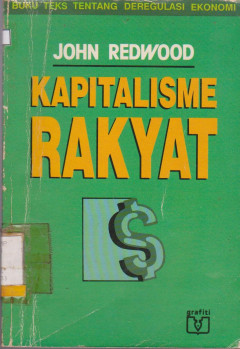 BUKU TEKS TENTANG DEREGULASI EKONOMI
JOHN REDWOOD
KAPITALISME
RAKYAT
grafiti